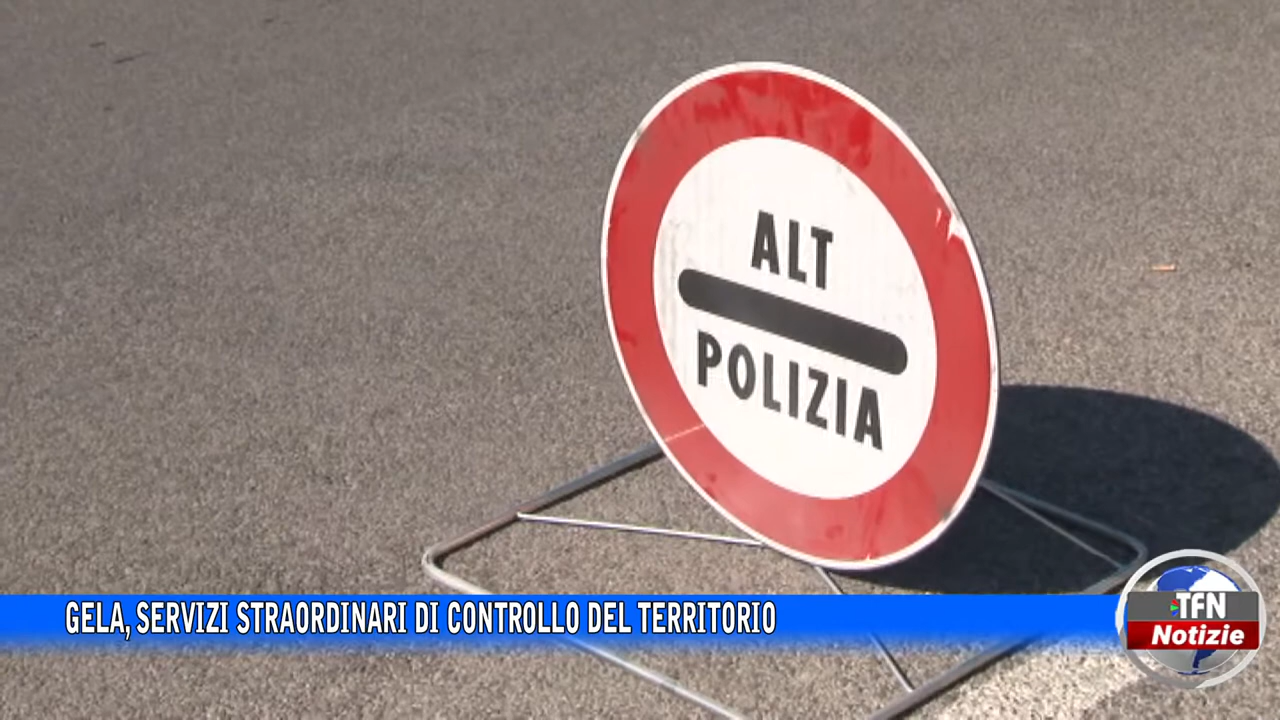 ALT
POLIZIA
GELA, SERVIZI STRAORDINARI DI CONTROLLO DEL TERRITORIO
TFN
Notizie